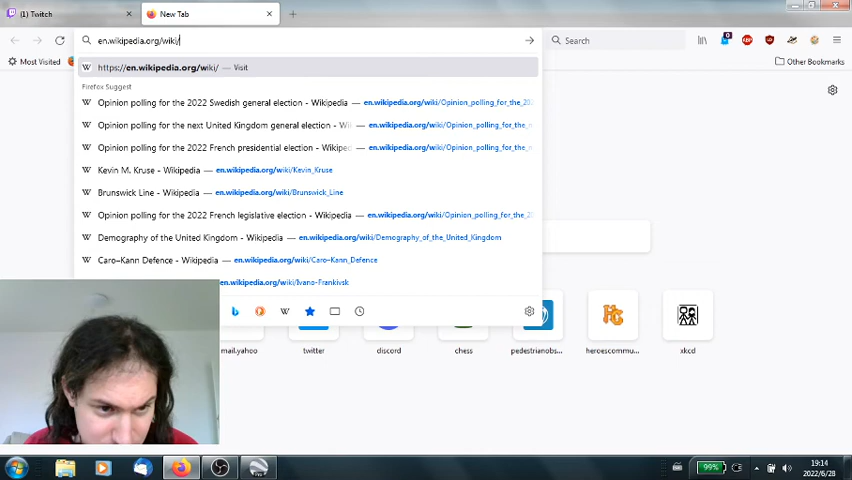 (1) Twitch
New Tab
en.wikipedia.org/wiki/
Search
Most Visited
Other Bookmarks
https://en.wikipedia.org/wiki/ — Visit
Firefox Suggest
Opinion polling for the 2022 Swedish general election - Wikipedia — en.wikipedia.org/wiki/Opinion_polling_for_the_20
Opinion polling for the next United Kingdom general election - Wi — en.wikipedia.org/wiki/Opinion_polling_for_the_n
Opinion polling for the 2022 French presidential election - Wikiped — en.wikipedia.org/wiki/Opinion_polling_for_the_2
Kevin M. Kruse - Wikipedia — en.wikipedia.org/wiki/Kevin_Kruse
Brunswick Line - Wikipedia — en.wikipedia.org/wiki/Brunswick_Line
Opinion polling for the 2022 French legislative election - Wikipedia — en.wikipedia.org/wiki/Opinion_polling_for_the_2
Demography of the United Kingdom - Wikipedia — en.wikipedia.org/wiki/Demography_of_the_United_Kingdom
Caro–Kann Defence - Wikipedia — en.wikipedia.org/wiki/Caro–Kann_Defence
en.wikipedia.org/wiki/Ivano-Frankivsk
mail.yahoo
twitter
discord
chess
pedestrianobs...
heroescommu...
xkcd
99%
19:14
2022/6/28